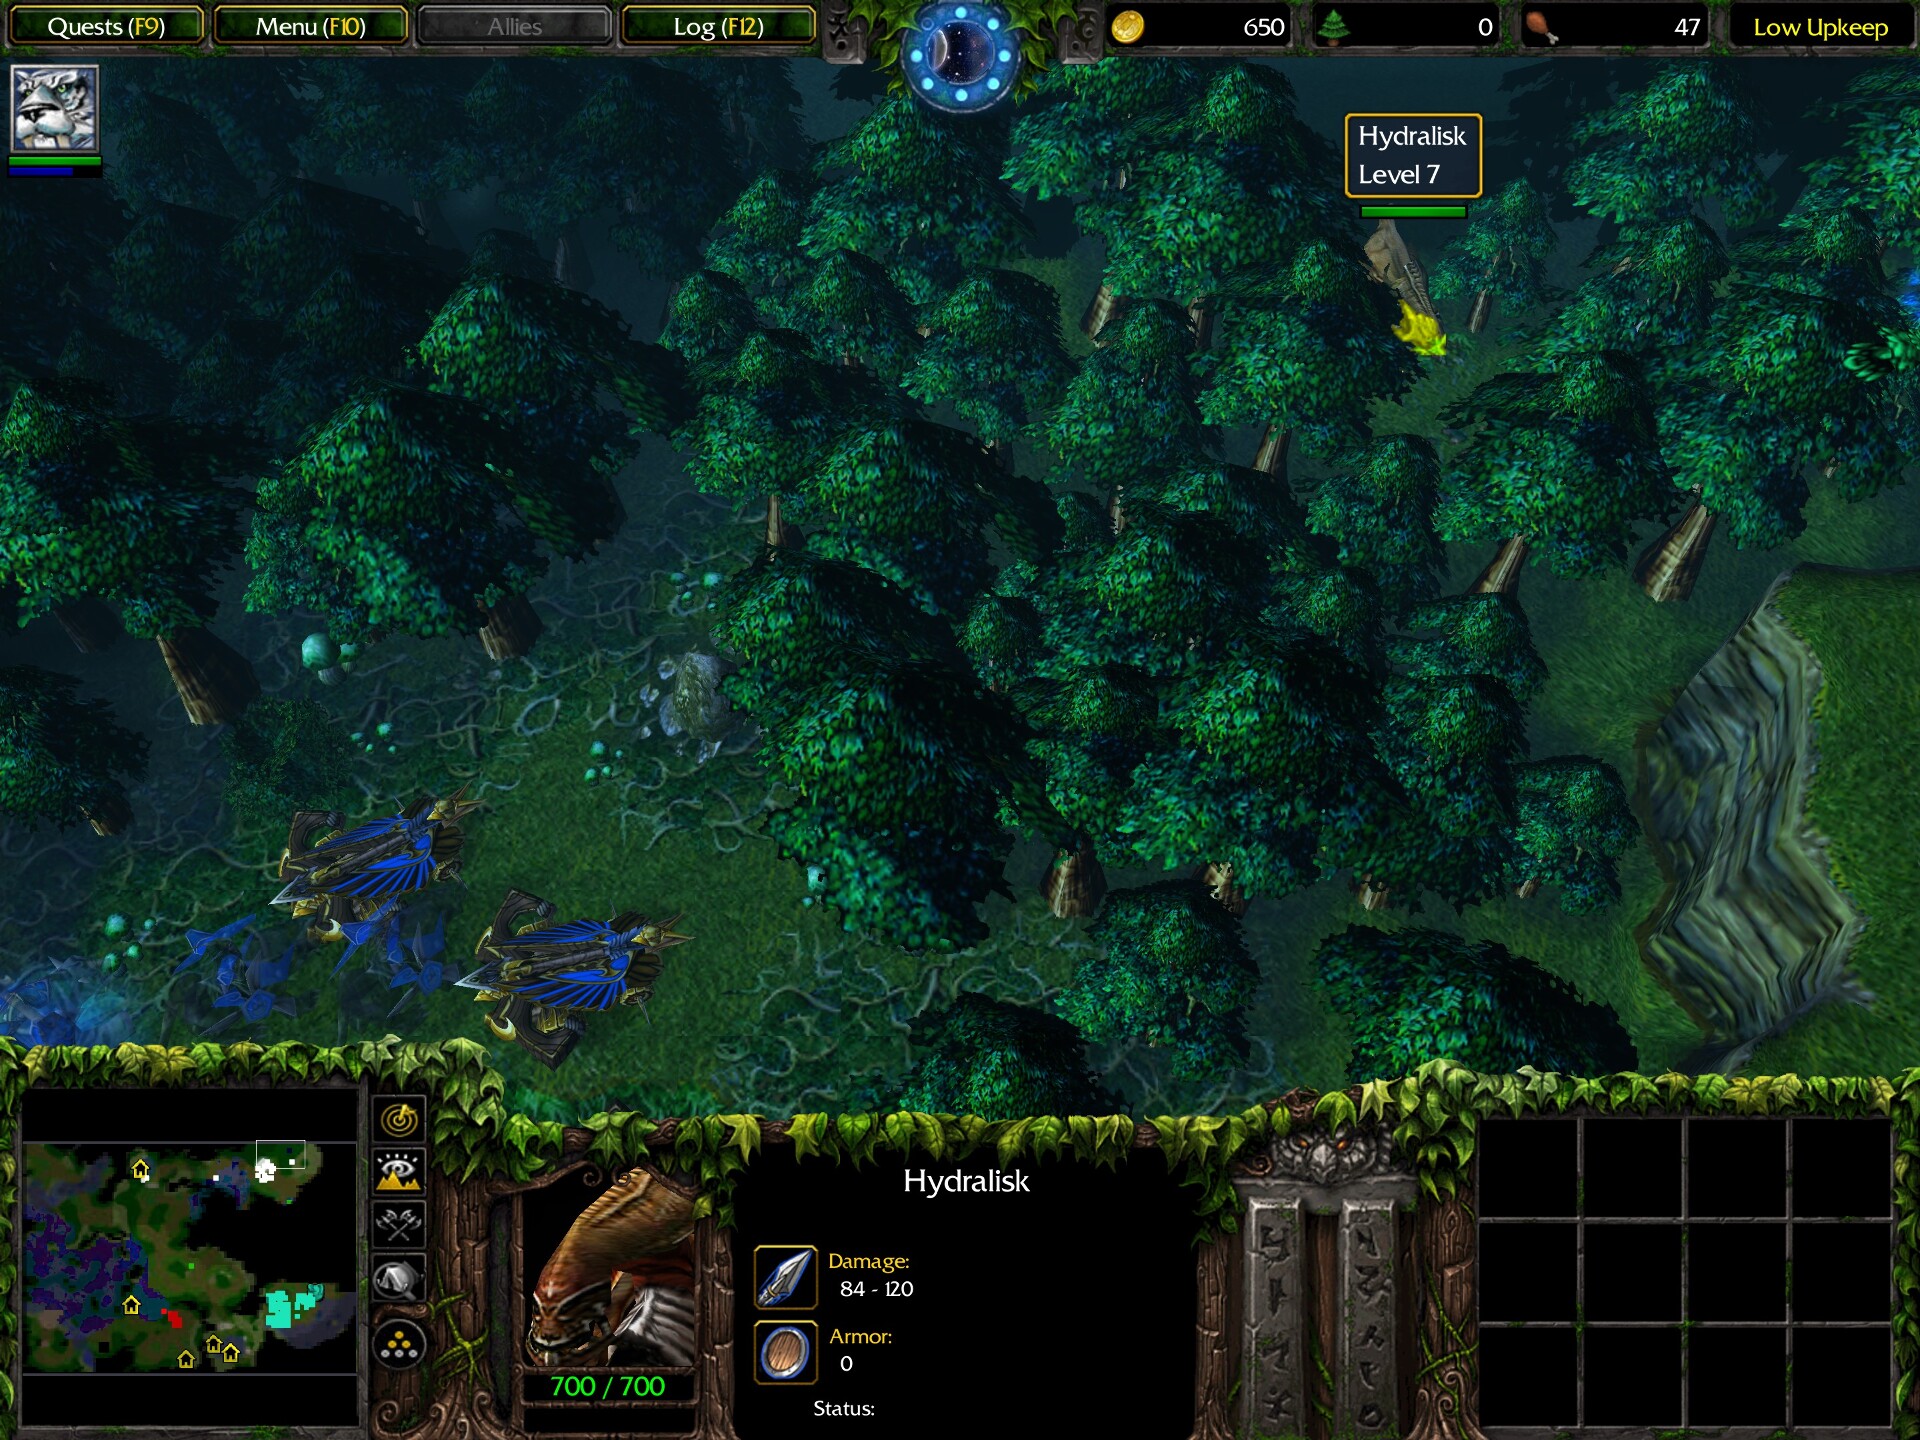 Quests (F9)
Menu (F10)
Allies
Log (F12)
650
0
47
Low Upkeep
Hydralisk
Level 7
Hydralisk
Damage:
84 - 120
Armor:
0
700 / 700
Status: